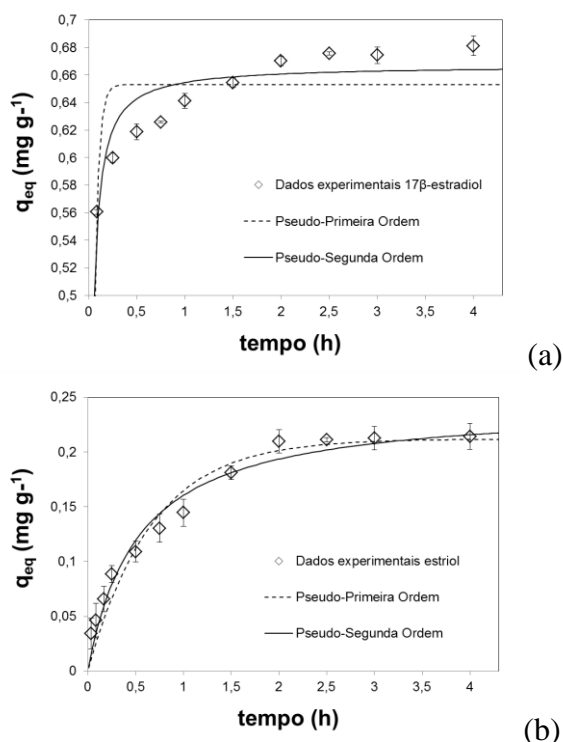 0,7
0,68
0,66
0,64
0,62
0,6
0,58
0,56
0,54
0,52
0,5
q_eq (mg g-1)
Dados experimentais 17β-estradiol
Pseudo-Primeira Ordem
Pseudo-Segunda Ordem
0 0,5 1 1,5 2 2,5 3 3,5 4
tempo (h)
(a)
0,25
0,2
0,15
0,1
0,05
0
q_eq (mg g-1)
Dados experimentais estriol
Pseudo-Primeira Ordem
Pseudo-Segunda Ordem
0 0,5 1 1,5 2 2,5 3 3,5 4
tempo (h)
(b)